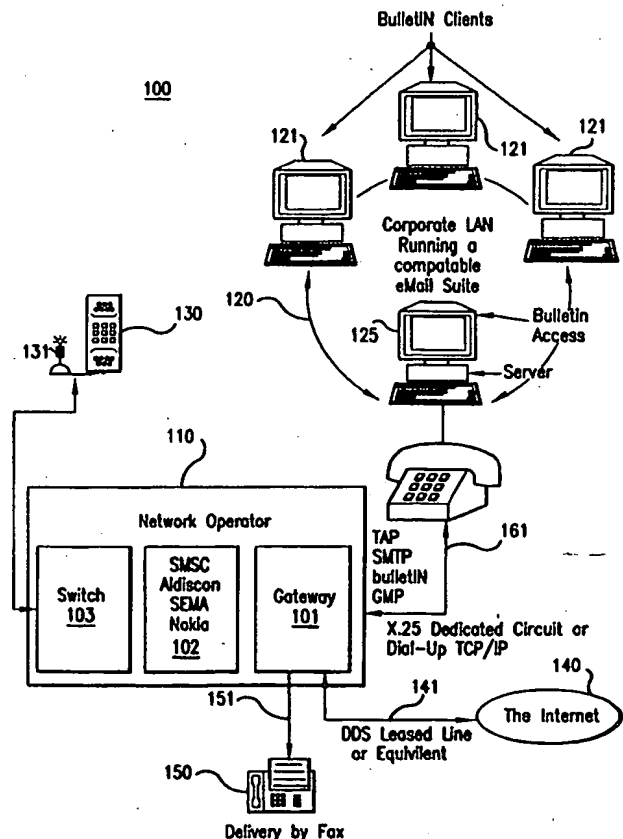 BulletIN Clients
100
121
121
121
Corporate LAN
Running a
compatable
eMail Suite
120
130
131
125
Bulletin
Access
Server
110
Network Operator
Switch
103
SMSC
Aldiscon
SEMA
Nokia
102
Gateway
101
TAP
SMTP
bulletIN
GMP
161
X.25 Dedicated Circuit or
Dial-Up TCP/IP
151
141
140
The Internet
DDS Leased Line
or Equivilent
150
Delivery by Fax